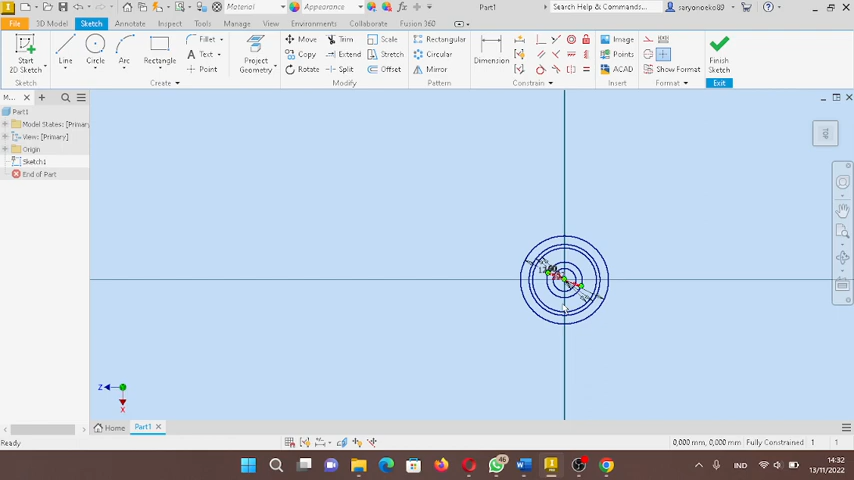 Material
Appearance
Part1
Search Help & Commands...
saryonoeko89
File
3D Model
Sketch
Annotate
Inspect
Tools
Manage
View
Environments
Collaborate
Fusion 360
Start
2D Sketch
Line
Circle
Arc
Rectangle
Fillet
Text
Point
Project
Geometry
Move
Copy
Rotate
Trim
Extend
Split
Scale
Stretch
Offset
Rectangular
Circular
Mirror
Dimension
Image
Points
ACAD
Show Format
Finish
Sketch
Sketch
Create
Modify
Pattern
Constrain
Insert
Format
Exit
M...
Part1
Model States: [Primary
View: [Primary]
Origin
Sketch1
End of Part
TOP
Z
X
Home
Part1
Ready
0,000 mm, 0,000 mm
Fully Constrained
1
1
46
IND
14:32
13/11/2022